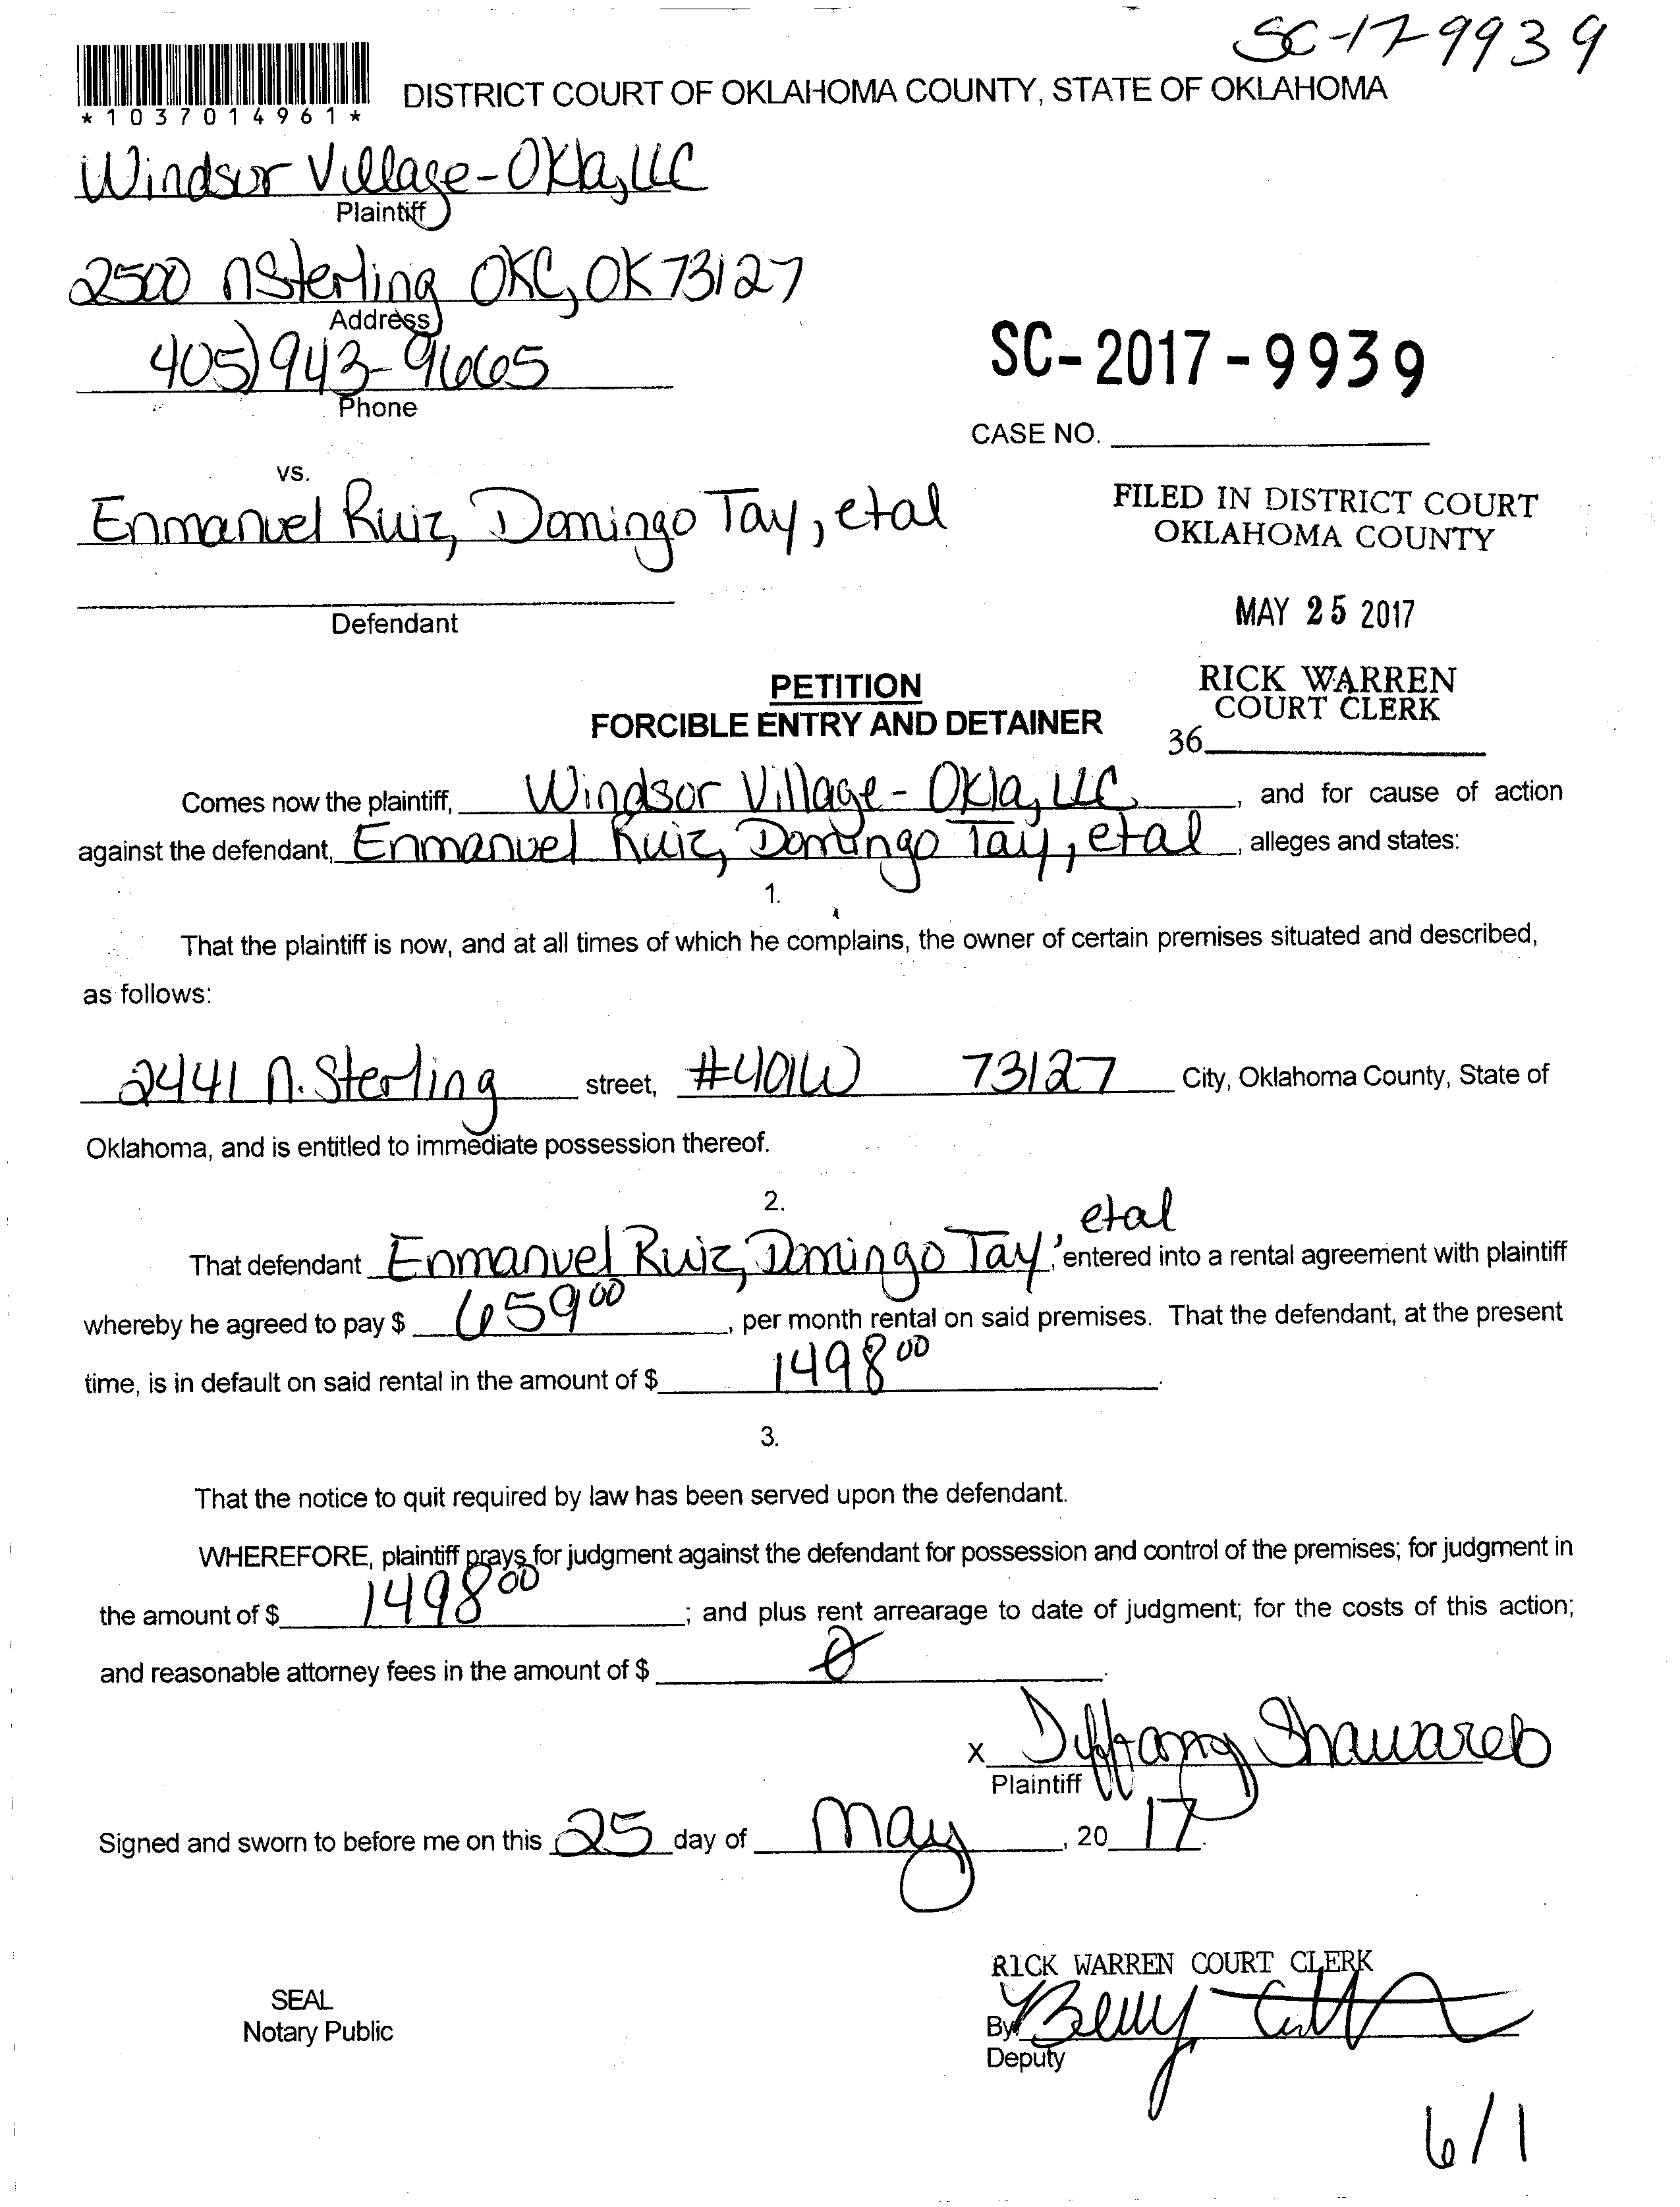 SC-17-9939
*1037014961*
DISTRICT COURT OF OKLAHOMA COUNTY, STATE OF OKLAHOMA
Windsor Village-Okla, LLC
Plaintiff
2500 N Sterling OKC, OK 73127
Address
405) 943-9665
Phone
SC-2017-9939
CASE NO.
vs.
Enmanuel Ruiz, Domingo Tay, etal
Defendant
FILED IN DISTRICT COURT
OKLAHOMA COUNTY
MAY 25 2017
RICK WARREN
COURT CLERK
36
PETITION
FORCIBLE ENTRY AND DETAINER
Comes now the plaintiff, Windsor Village-Okla, LLC, and for cause of action
against the defendant, Enmanuel Ruiz, Domingo Tay, etal, alleges and states:
1.
That the plaintiff is now, and at all times of which he complains, the owner of certain premises situated and described,
as follows:
2441 N. Sterling street, #401W 73127 City, Oklahoma County, State of
Oklahoma, and is entitled to immediate possession thereof.
2.
That defendant Enmanuel Ruiz, Domingo Tay, etal, entered into a rental agreement with plaintiff
whereby he agreed to pay $ 659 00, per month rental on said premises. That the defendant, at the present
time, is in default on said rental in the amount of $ 1498 00.
3.
That the notice to quit required by law has been served upon the defendant.
WHEREFORE, plaintiff prays for judgment against the defendant for possession and control of the premises; for judgment in
the amount of $ 1498 00; and plus rent arrearage to date of judgment; for the costs of this action;
and reasonable attorney fees in the amount of $ 0.
x Tiffany Shawareb
Plaintiff
Signed and sworn to before me on this 25 day of May, 20 17.
RICK WARREN COURT CLERK
SEAL
Notary Public
By
Deputy
6/1